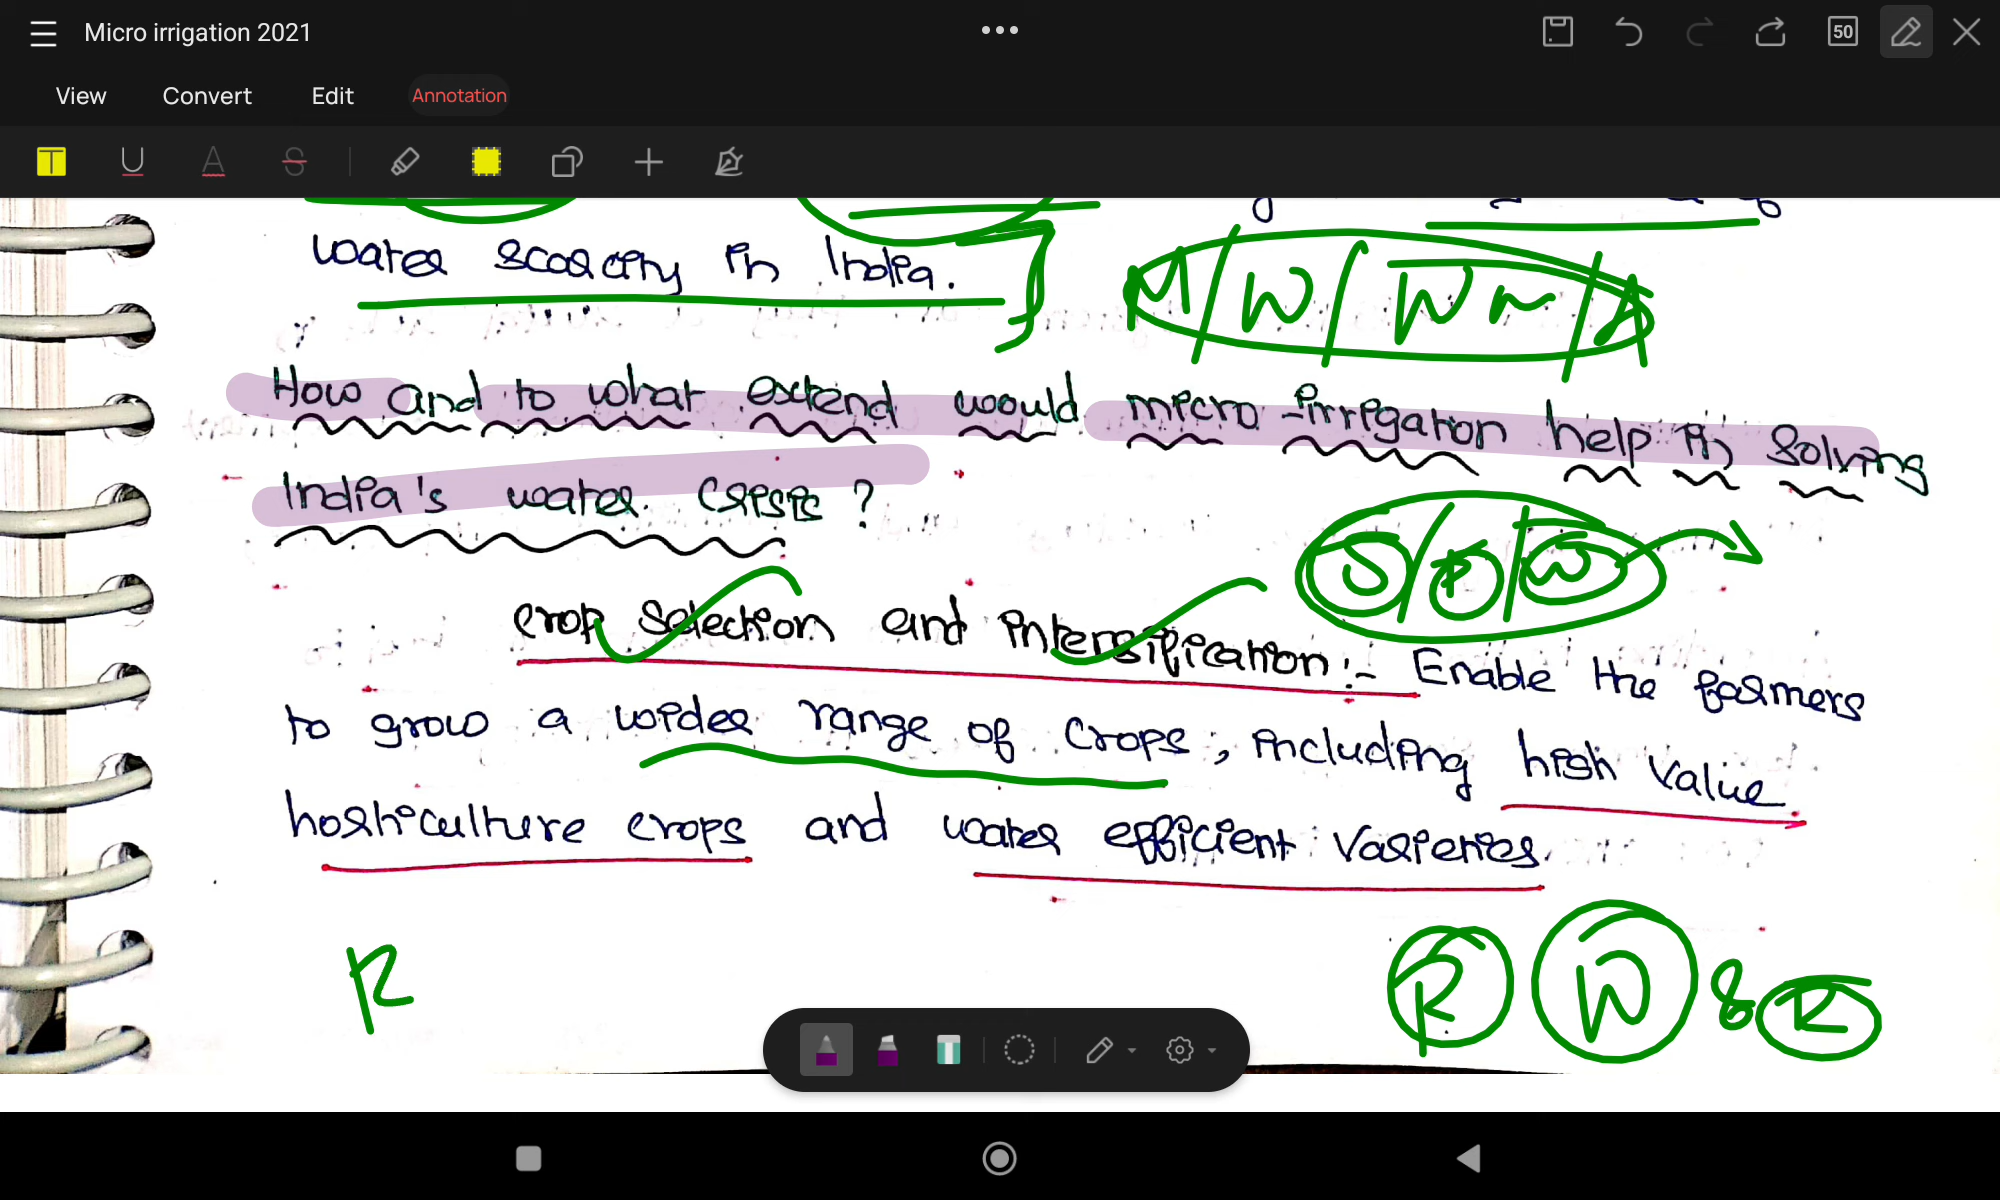 Micro irrigation 2021
50
View Convert Edit Annotation
water scarcity in India.
M/W/Wm/A
How and to what extend would micro-irrigation help in solving
India's water crisis?
S/P/W
crop selection and intensification:- Enable the farmers
to grow a wider range of crops, including high value
horticulture crops and water efficient varieties.
R
R W & R